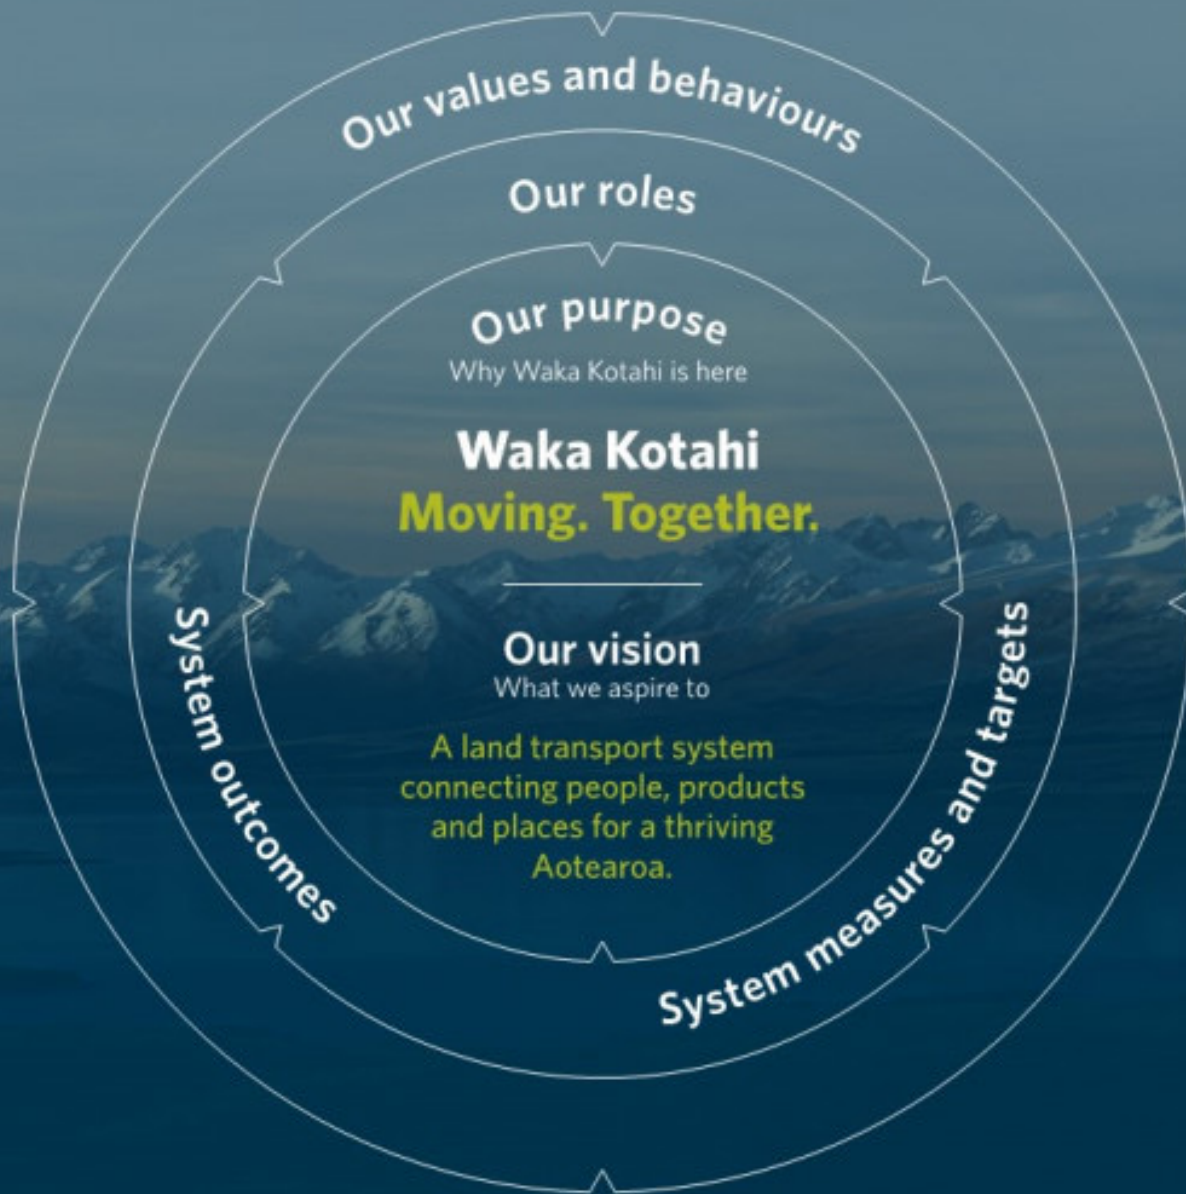 Our values and behaviours
Our roles
Our purpose
Why Waka Kotahi is here
Waka Kotahi
Moving. Together.
Our vision
What we aspire to
A land transport system
connecting people, products
and places for a thriving
Aotearoa.
System outcomes
System measures and targets